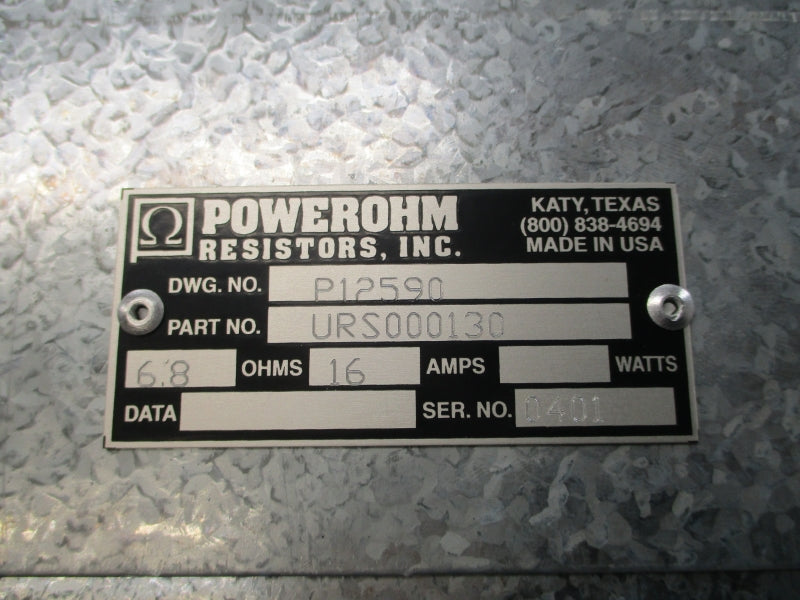 Ω POWEROHM
RESISTORS, INC.
KATY, TEXAS
(800) 838-4694
MADE IN USA
DWG. NO. P12590
PART NO. URS000130
6.8 OHMS 16 AMPS WATTS
DATA SER. NO. 0401